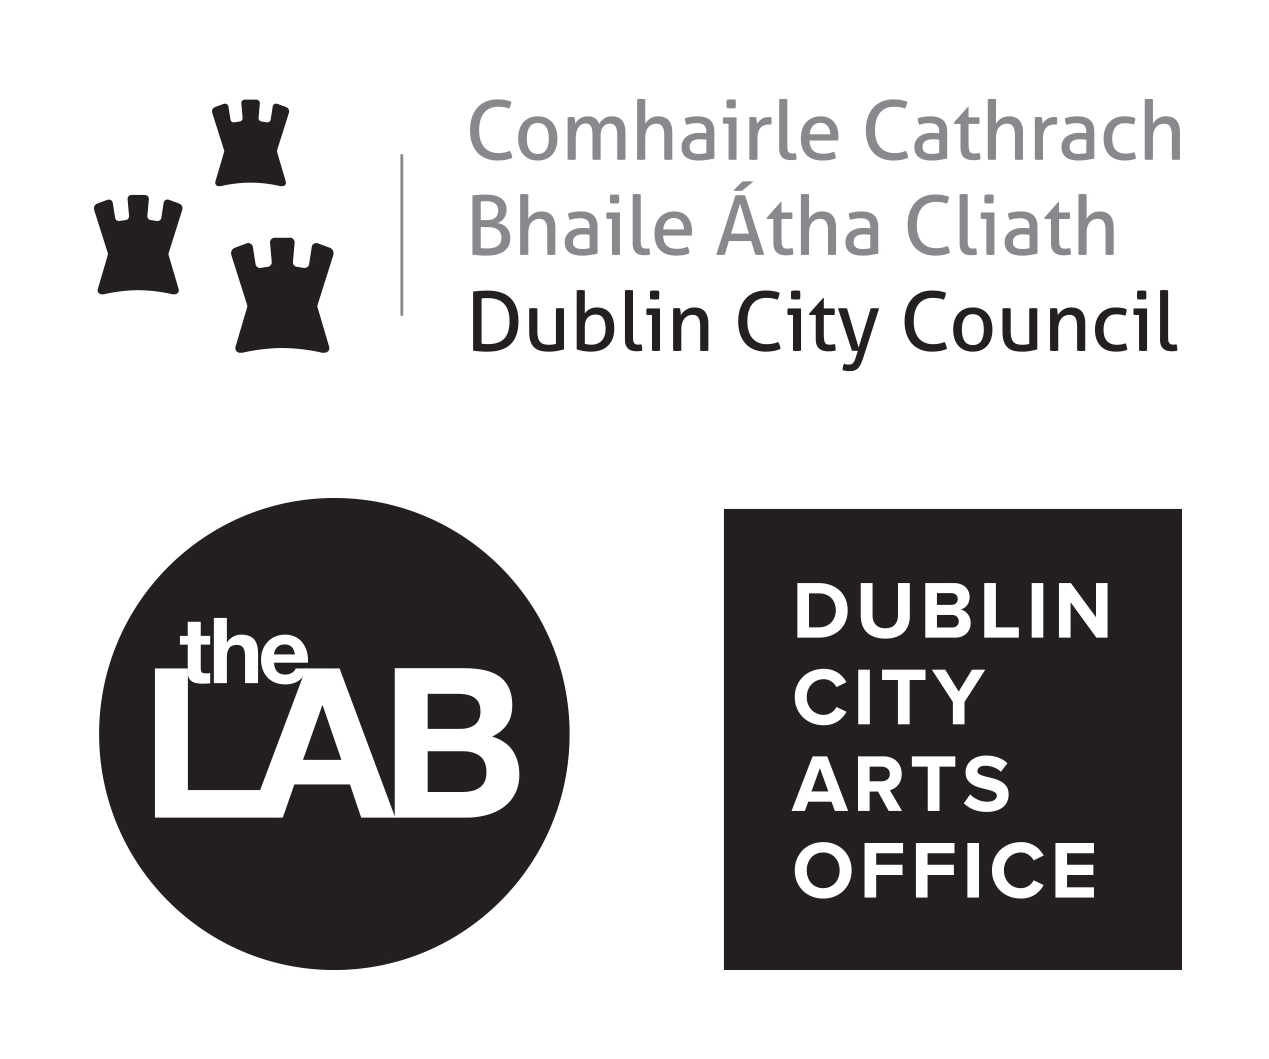 Comhairle Cathrach
Bhaile Átha Cliath
Dublin City Council
the
LAB
DUBLIN
CITY
ARTS
OFFICE